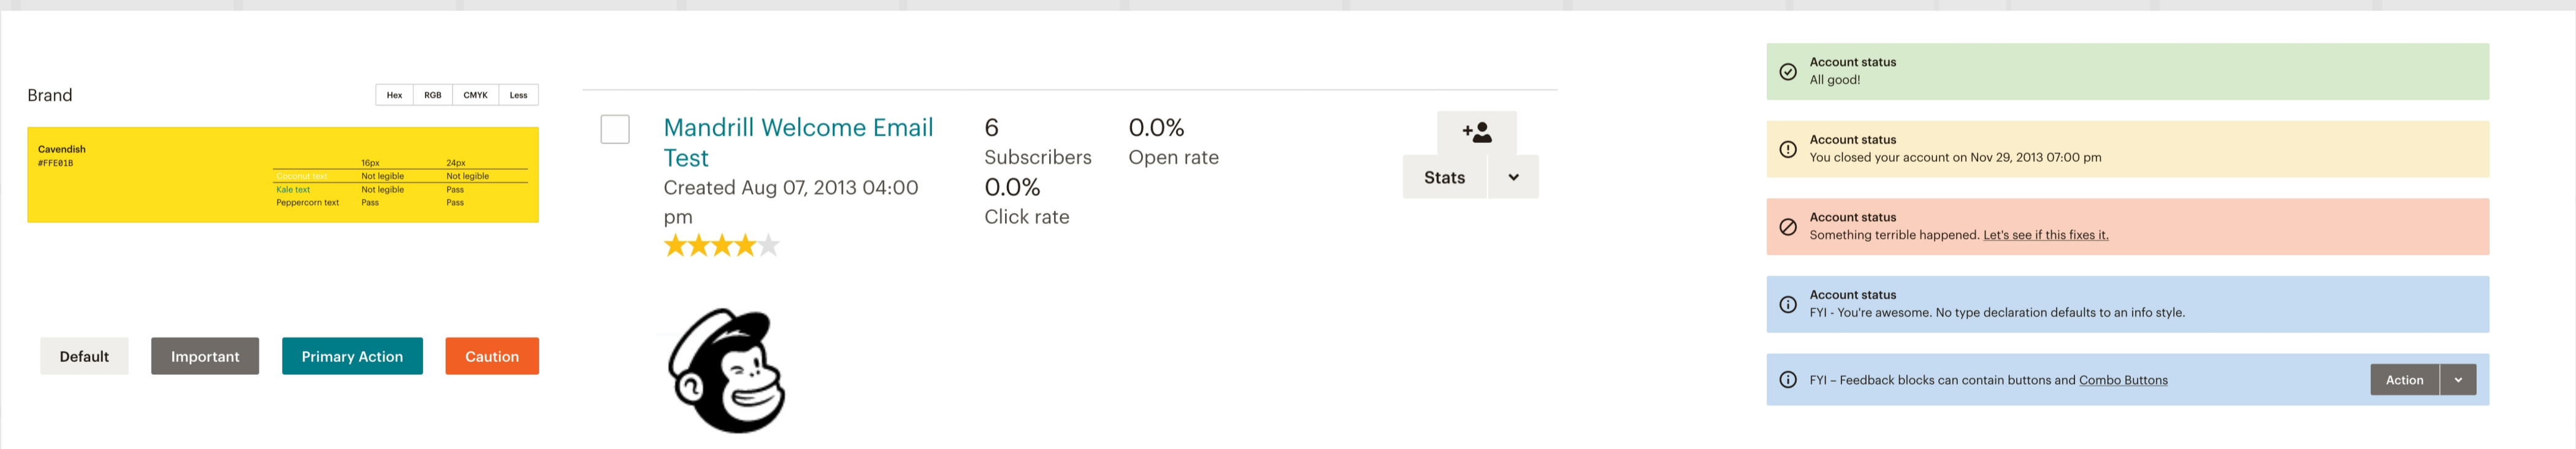 Brand
Hex RGB CMYK Less
Cavendish
#FFE01B
16px 24px
Coconut text Not legible Not legible
Kale text Not legible Pass
Peppercorn text Pass Pass
Default Important Primary Action Caution
Mandrill Welcome Email
Test
Created Aug 07, 2013 04:00
pm
6
Subscribers
0.0%
Click rate
0.0%
Open rate
Stats
Account status
All good!
Account status
You closed your account on Nov 29, 2013 07:00 pm
Account status
Something terrible happened. Let's see if this fixes it.
Account status
FYI - You're awesome. No type declaration defaults to an info style.
FYI – Feedback blocks can contain buttons and Combo Buttons
Action